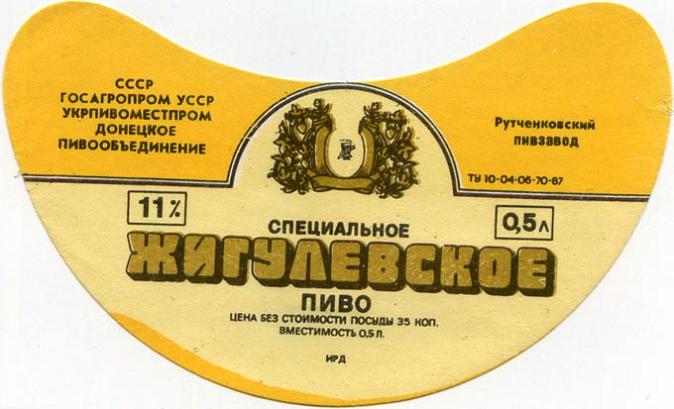 СССР
ГОСАГРОПРОМ УССР
УКРПИВОМЕСТПРОМ
ДОНЕЦКОЕ
ПИВООБЪЕДИНЕНИЕ
Рутченковский
пивзавод
ТУ 10-04-06-70-87
11%
0,5 л
СПЕЦИАЛЬНОЕ
ЖИГУЛЕВСКОЕ
ПИВО
ЦЕНА БЕЗ СТОИМОСТИ ПОСУДЫ 35 КОП.
ВМЕСТИМОСТЬ 0,5 Л.
ИРД